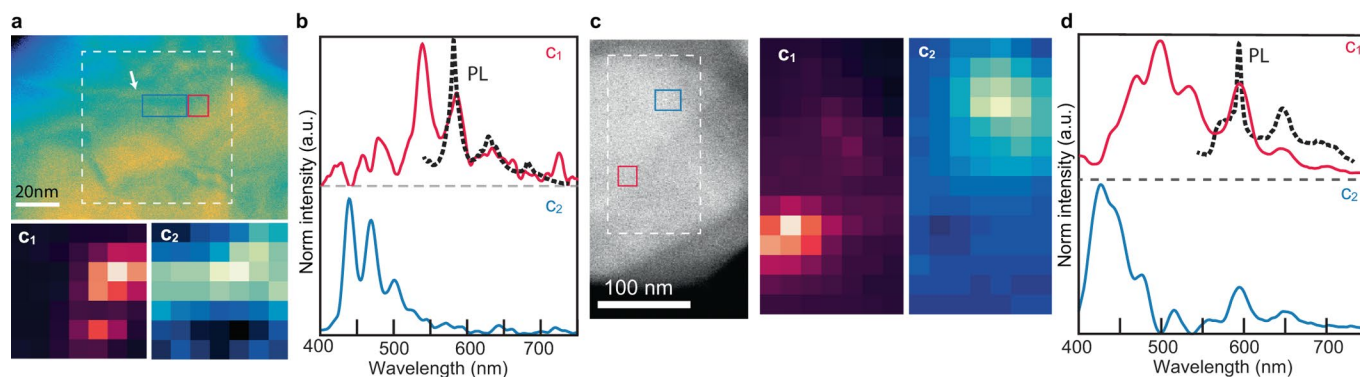 a
20nm
c₁
c₂
b
Norm intensity (a.u.)
c₁
PL
c₂
400 500 600 700
Wavelength (nm)
c
100 nm
c₁
c₂
d
Norm intensity (a.u.)
c₁
PL
c₂
400 500 600 700
Wavelength (nm)